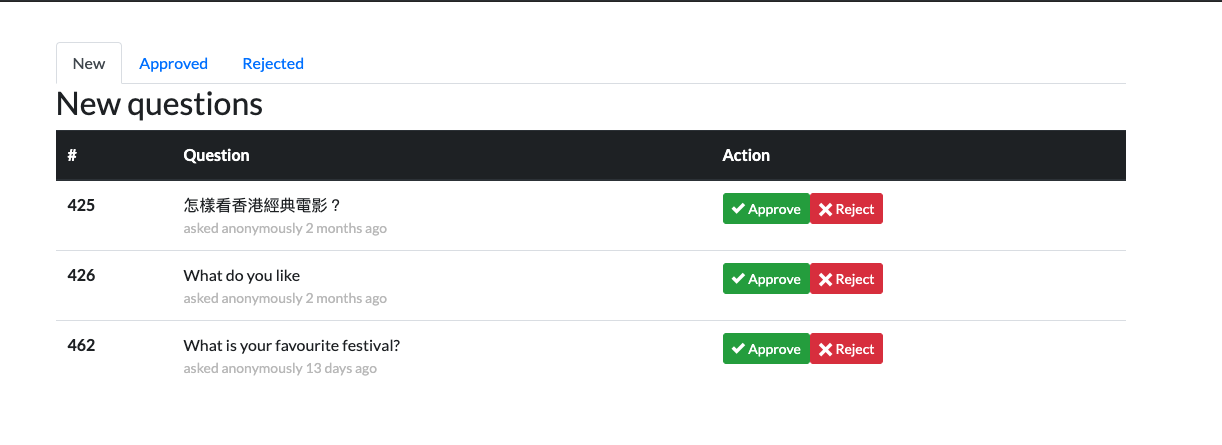 New Approved Rejected
New questions
# Question Action
425 怎樣看香港經典電影？ Approve Reject
asked anonymously 2 months ago
426 What do you like Approve Reject
asked anonymously 2 months ago
462 What is your favourite festival? Approve Reject
asked anonymously 13 days ago